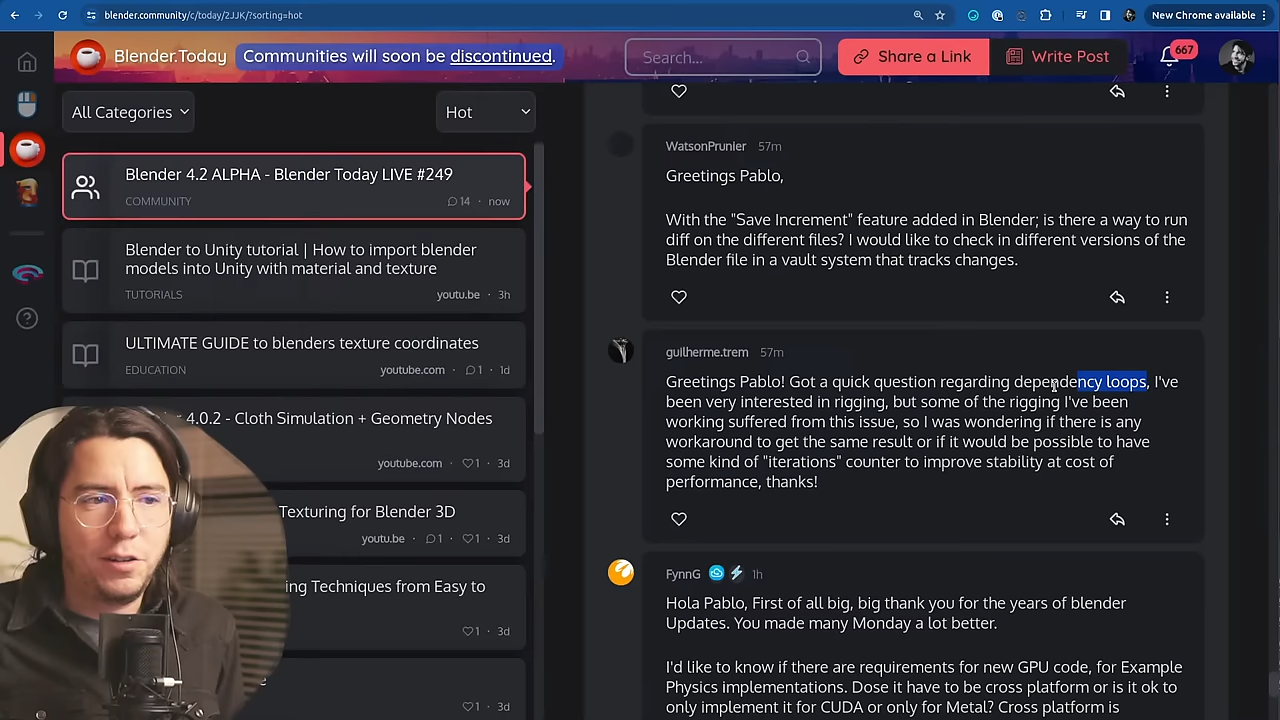 blender.community/c/today/2JJK/?sorting=hot
New Chrome available
Blender.Today
Communities will soon be discontinued.
Search...
Share a Link
Write Post
667
All Categories
Hot
Blender 4.2 ALPHA - Blender Today LIVE #249
COMMUNITY
14 · now
Blender to Unity tutorial | How to import blender
models into Unity with material and texture
TUTORIALS
youtu.be · 3h
ULTIMATE GUIDE to blenders texture coordinates
EDUCATION
youtube.com · 1 · 1d
4.0.2 - Cloth Simulation + Geometry Nodes
youtube.com · 1 · 3d
Texturing for Blender 3D
youtu.be · 1 · 1 · 3d
ing Techniques from Easy to
1 · 3d
1 · 3d
WatsonPrunier 57m
Greetings Pablo,
With the "Save Increment" feature added in Blender; is there a way to run
diff on the different files? I would like to check in different versions of the
Blender file in a vault system that tracks changes.
guilherme.trem 57m
Greetings Pablo! Got a quick question regarding dependency loops, I've
been very interested in rigging, but some of the rigging I've been
working suffered from this issue, so I was wondering if there is any
workaround to get the same result or if it would be possible to have
some kind of "iterations" counter to improve stability at cost of
performance, thanks!
FynnG 1h
Hola Pablo, First of all big, big thank you for the years of blender
Updates. You made many Monday a lot better.
I'd like to know if there are requirements for new GPU code, for Example
Physics implementations. Dose it have to be cross platform or is it ok to
only implement it for CUDA or only for Metal? Cross platform is